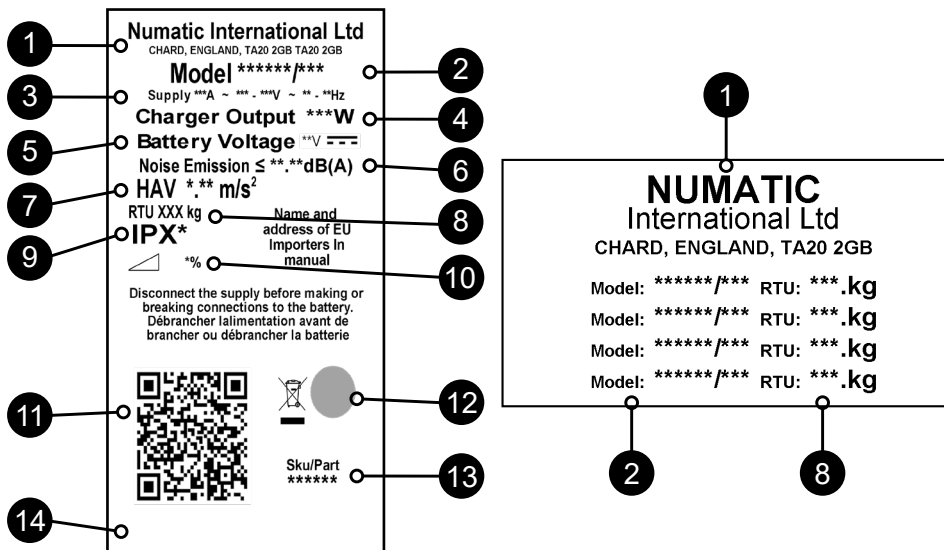 Numatic International Ltd
CHARD, ENGLAND, TA20 2GB TA20 2GB
Model ******/***
Supply ***A ~ *** - ***V ~ ** - **Hz
Charger Output ***W
Battery Voltage **V
Noise Emission ≤ **.**dB(A)
HAV *.** m/s²
RTU XXX kg
IPX*
Name and
address of EU
Importers In
manual
*%
Disconnect the supply before making or
breaking connections to the battery.
Débrancher lalimentation avant de
brancher ou débrancher la batterie
Sku/Part
******
1
2
3
4
5
6
7
8
9
10
11
12
13
14
1
NUMATIC
International Ltd
CHARD, ENGLAND, TA20 2GB
Model: ******/*** RTU: ***.kg
Model: ******/*** RTU: ***.kg
Model: ******/*** RTU: ***.kg
Model: ******/*** RTU: ***.kg
2
8